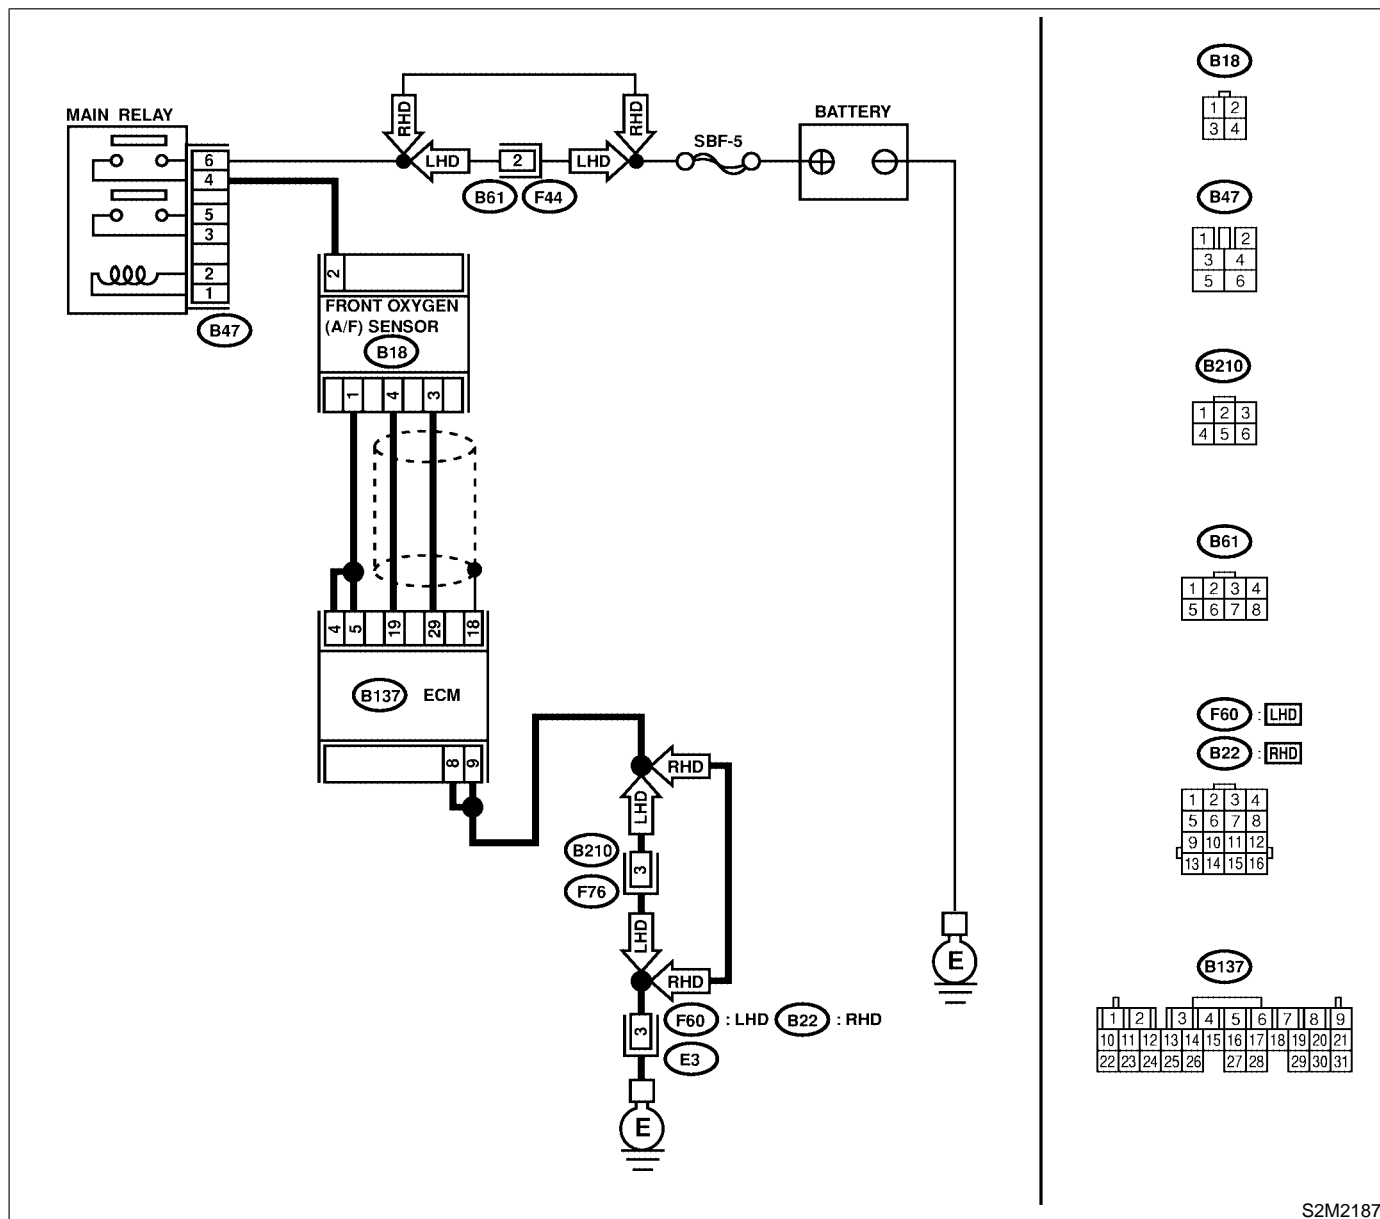 MAIN RELAY
6
4
5
3
2
1
B47
RHD
LHD
2
LHD
RHD
B61
F44
SBF-5
BATTERY
2
FRONT OXYGEN
(A/F) SENSOR
B18
1
4
3
4
5
19
29
18
B137
ECM
8
9
RHD
LHD
B210
3
F76
LHD
RHD
3
F60 : LHD B22 : RHD
E3
E
E
B18
1 2
3 4
B47
1 2
3 4
5 6
B210
1 2 3
4 5 6
B61
1 2 3 4
5 6 7 8
F60 : LHD
B22 : RHD
1 2 3 4
5 6 7 8
9 10 11 12
13 14 15 16
B137
1 2 3 4 5 6 7 8 9
10 11 12 13 14 15 16 17 18 19 20 21
22 23 24 25 26 27 28 29 30 31
S2M2187